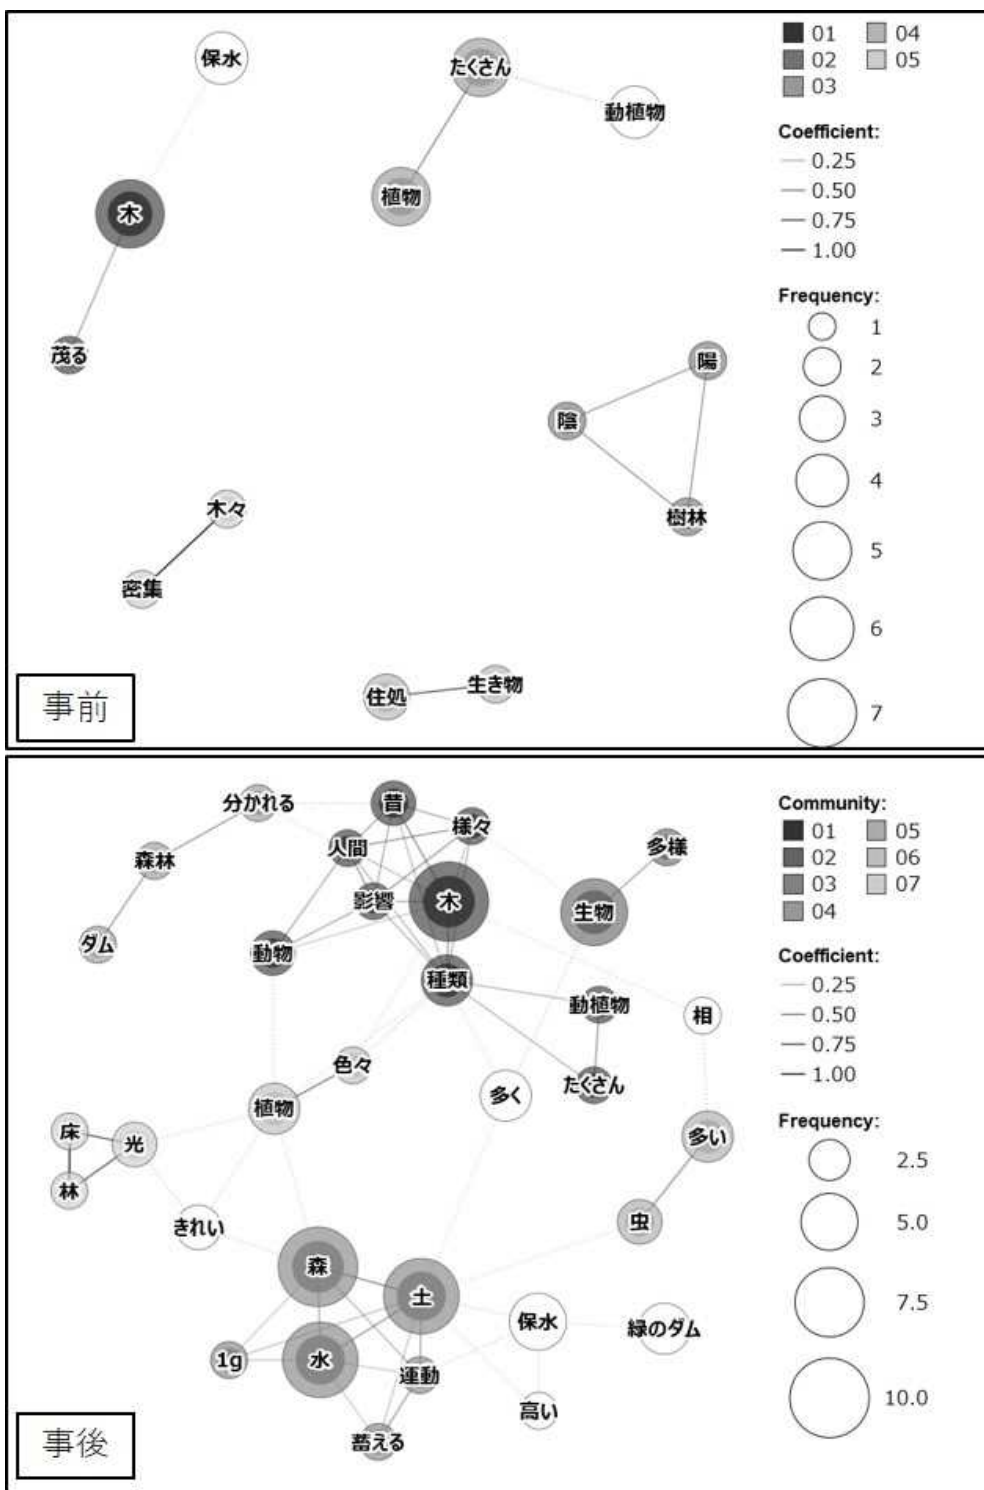 保水
たくさん
動植物
植物
木
茂る
陽
陰
樹林
木々
密集
住処
生き物
事前
01 04
02 05
03
Coefficient:
0.25
0.50
0.75
1.00
Frequency:
1
2
3
4
5
6
7
分かれる
昔
様々
森林
人間
多様
影響
木
生物
ダム
動物
種類
動植物
相
色々
たくさん
多く
植物
床
光
多い
林
きれい
虫
森
土
保水
緑のダム
1g
水
運動
高い
蓄える
事後
Community:
01 05
02 06
03 07
04
Coefficient:
0.25
0.50
0.75
1.00
Frequency:
2.5
5.0
7.5
10.0